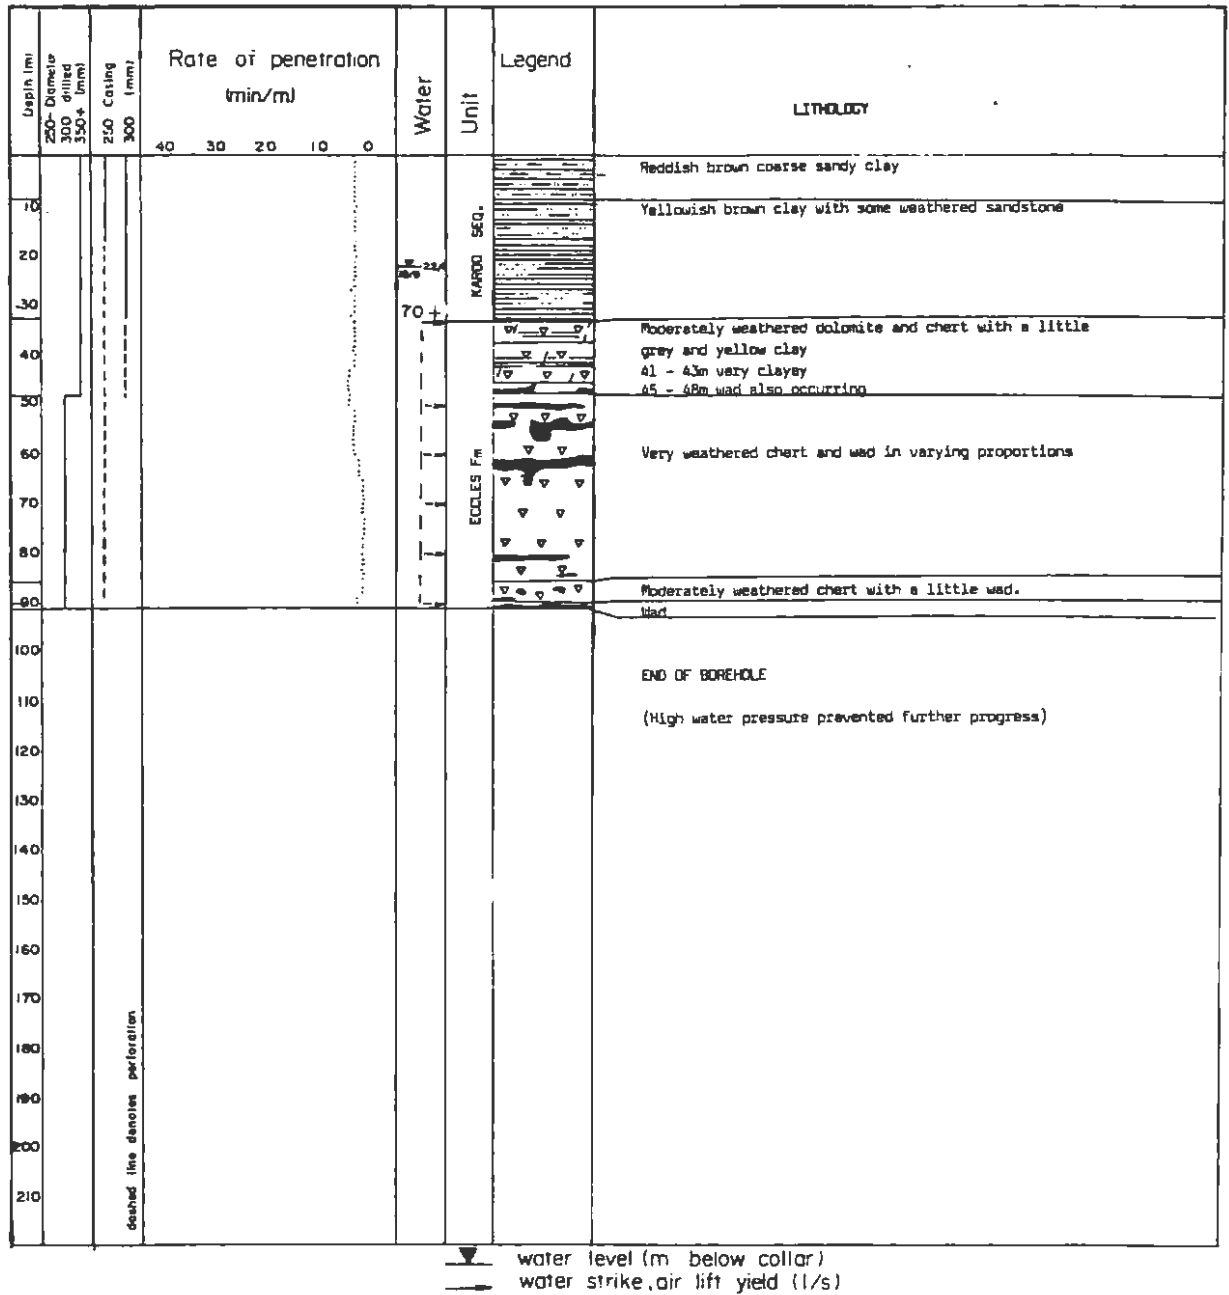 Depth (m)
250- Diameter
300 drilled
350+ (mm)
250 Casing
300 (mm)
Rate of penetration
(min/m)
40 30 20 10 0
Water
Unit
Legend
LITHOLOGY
Reddish brown coarse sandy clay
10
Yellowish brown clay with some weathered sandstone
KAROO SEQ.
20
30
70 +
Moderately weathered dolomite and chert with a little
grey and yellow clay
40
41 - 43m very clayey
45 - 48m wad also occurring
50
ECCLES Fm
60
Very weathered chert and wad in varying proportions
70
80
Moderately weathered chert with a little wad.
90
Wad
100
END OF BOREHOLE
110
(High water pressure prevented further progress)
120
130
140
150
160
170
180
190
200
210
dashed line denotes perforation
water level (m below collar)
water strike, air lift yield (l/s)